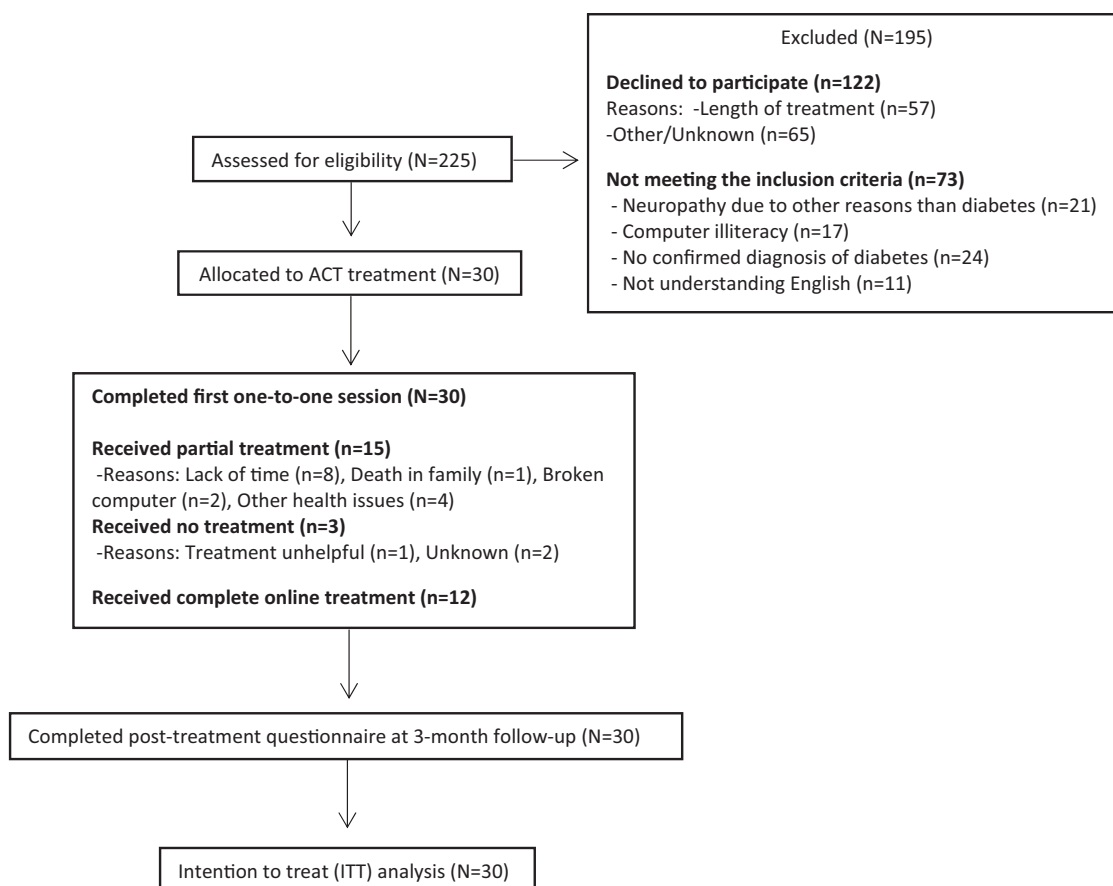 Excluded (N=195)
Declined to participate (n=122)
Reasons:  -Length of treatment (n=57)
-Other/Unknown (n=65)
Not meeting the inclusion criteria (n=73)
- Neuropathy due to other reasons than diabetes (n=21)
- Computer illiteracy (n=17)
- No confirmed diagnosis of diabetes (n=24)
- Not understanding English (n=11)
Assessed for eligibility (N=225)
Allocated to ACT treatment (N=30)
Completed first one-to-one session (N=30)
Received partial treatment (n=15)
-Reasons: Lack of time (n=8), Death in family (n=1), Broken
computer (n=2), Other health issues (n=4)
Received no treatment (n=3)
-Reasons: Treatment unhelpful (n=1), Unknown (n=2)
Received complete online treatment (n=12)
Completed post-treatment questionnaire at 3-month follow-up (N=30)
Intention to treat (ITT) analysis (N=30)